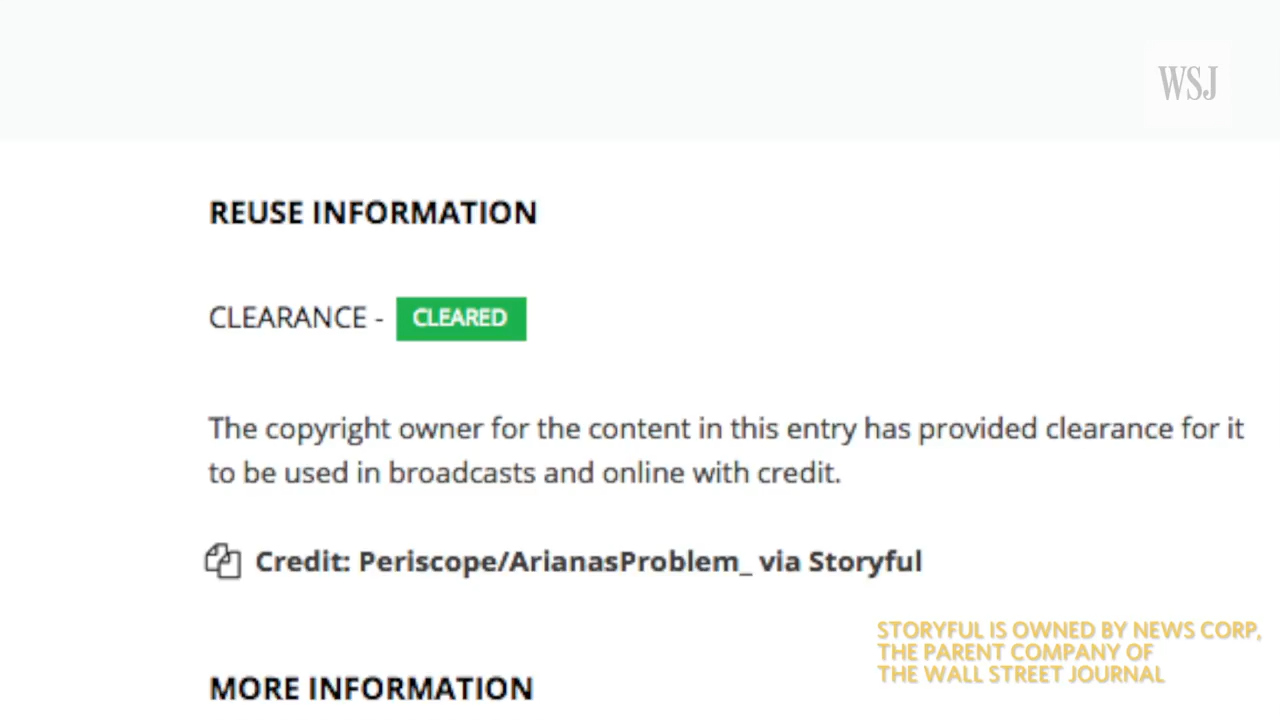 WSJ
REUSE INFORMATION
CLEARANCE - CLEARED
The copyright owner for the content in this entry has provided clearance for it
to be used in broadcasts and online with credit.
Credit: Periscope/ArianasProblem_ via Storyful
STORYFUL IS OWNED BY NEWS CORP,
THE PARENT COMPANY OF
THE WALL STREET JOURNAL
MORE INFORMATION